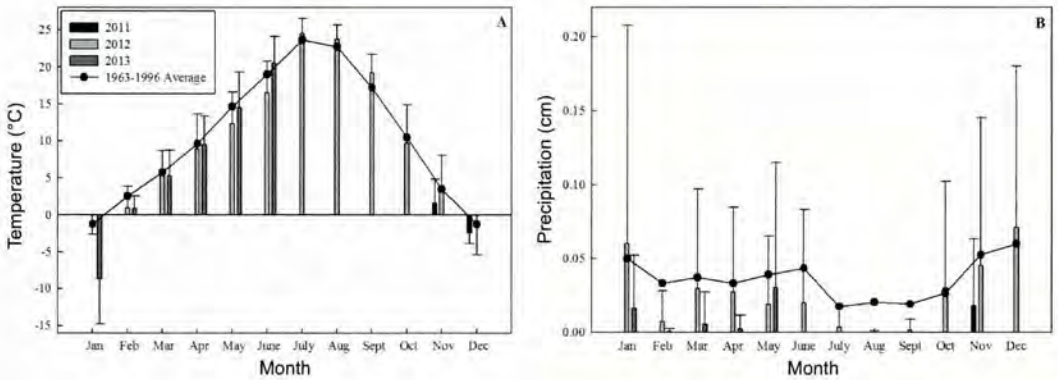 A
2011
2012
2013
1963-1996 Average
Temperature (°C)
25
20
15
10
5
0
-5
-10
-15
Jan Feb Mar Apr May June July Aug Sept Oct Nov Dec
Month
B
Precipitation (cm)
0.20
0.15
0.10
0.05
0.00
Jan Feb Mar Apr May June July Aug Sept Oct Nov Dec
Month